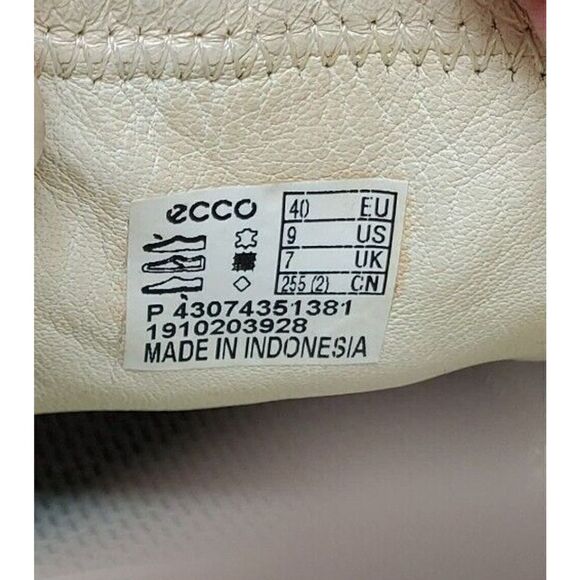 ecco
40 EU
9 US
7 UK
255 (2) CN
P 43074351381
1910203928
MADE IN INDONESIA